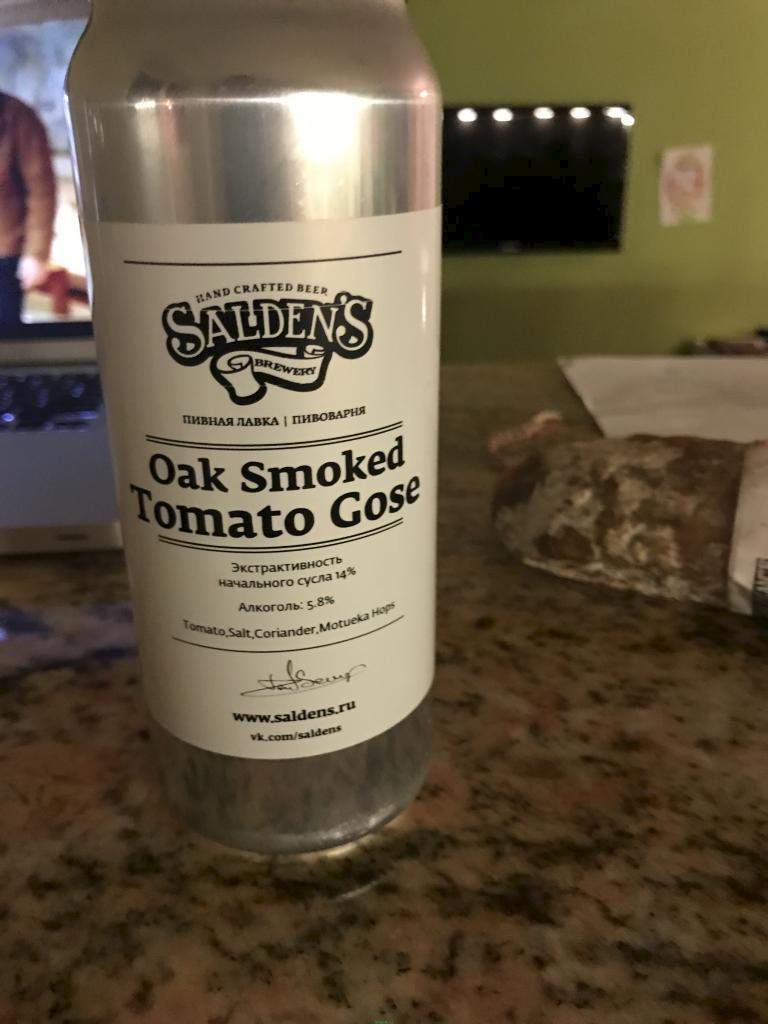 HAND CRAFTED BEER
SALDEN'S
BREWERY
ПИВНАЯ ЛАВКА | ПИВОВАРНЯ
Oak Smoked
Tomato Gose
Экстрактивность
начального сусла 14%
Алкоголь: 5.8%
Tomato,Salt,Coriander,Motueka Hops
www.saldens.ru
vk.com/saldens